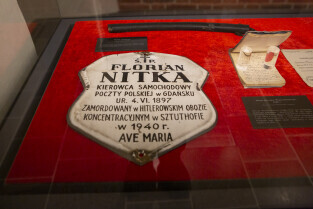 Ś.†P.
FLORIAN
NITKA
KIEROWCA SAMOCHODOWY
POCZTY POLSKIEJ w GDAŃSKU
UR. 4. VI. 1897
ZAMORDOWANY w HITLEROWSKIM OBOZIE
KONCENTRACYJNYM w SZTUTHOFIE
w 1940 r.
AVE MARIA